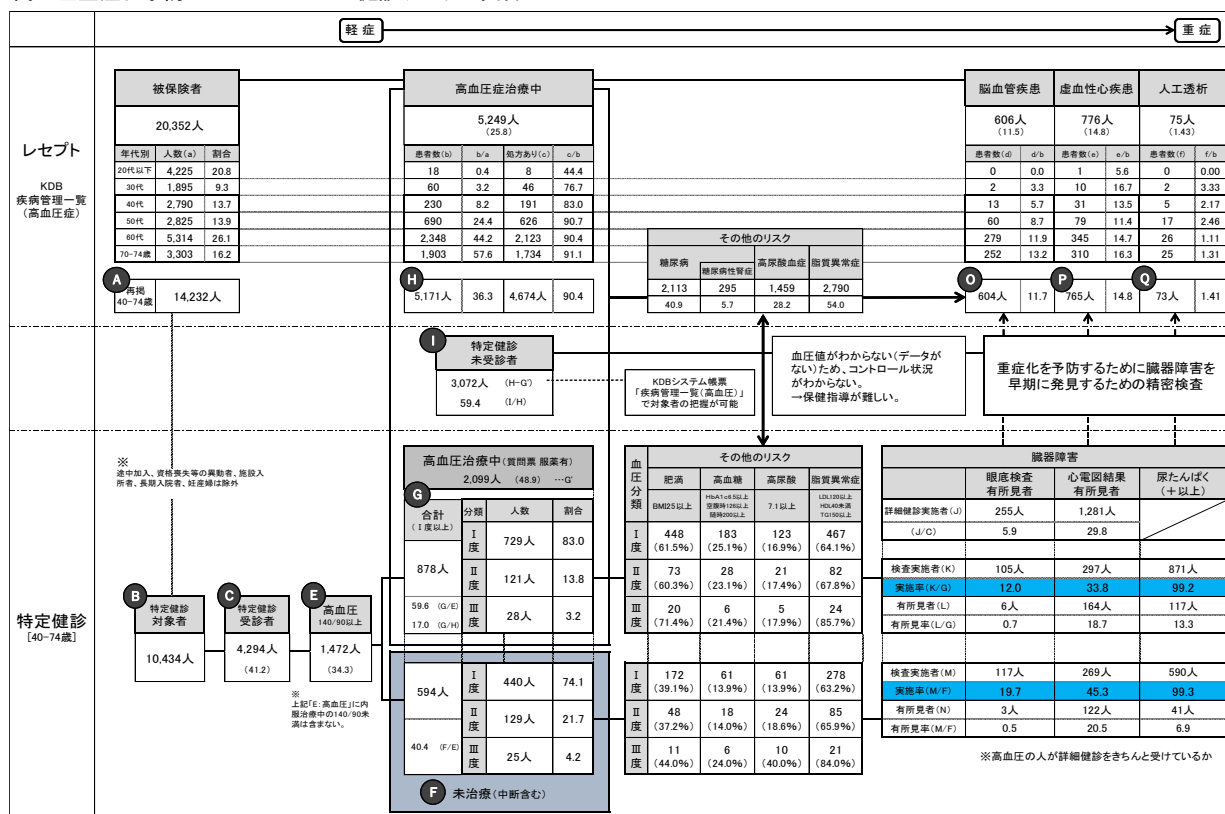 軽症
重症
レセプト
KDB
疾病管理一覧
(高血圧症)
被保険者
20,352人
年代別 人数(a) 割合
20代以下 4,225 20.8
30代 1,895 9.3
40代 2,790 13.7
50代 2,825 13.9
60代 5,314 26.1
70-74歳 3,303 16.2
A
再掲
40-74歳
14,232人
高血圧症治療中
5,249人
(25.8)
患者数(b) b/a 処方あり(c) c/b
18 0.4 8 44.4
60 3.2 46 76.7
230 8.2 191 83.0
690 24.4 626 90.7
2,348 44.2 2,123 90.4
1,903 57.6 1,734 91.1
H
5,171人 36.3 4,674人 90.4
その他のリスク
糖尿病 糖尿病性腎症 高尿酸血症 脂質異常症
2,113 295 1,459 2,790
40.9 5.7 28.2 54.0
脳血管疾患 虚血性心疾患 人工透析
606人 776人 75人
(11.5) (14.8) (1.43)
患者数(d) d/b 患者数(e) e/b 患者数(f) f/b
0 0.0 1 5.6 0 0.00
2 3.3 10 16.7 2 3.33
13 5.7 31 13.5 5 2.17
60 8.7 79 11.4 17 2.46
279 11.9 345 14.7 26 1.11
252 13.2 310 16.3 25 1.31
O P Q
604人 11.7 765人 14.8 73人 1.41
I
特定健診
未受診者
3,072人 (H-G')
59.4 (I/H)
KDBシステム帳票
「疾病管理一覧(高血圧)」
で対象者の把握が可能
血圧値がわからない(データが
ない)ため、コントロール状況
がわからない。
→保健指導が難しい。
重症化を予防するために臓器障害を
早期に発見するための精密検査
特定健診
[40-74歳]
※
途中加入、資格喪失等の異動者、施設入
所者、長期入院者、妊産婦は除外
B
特定健診
対象者
10,434人
C
特定健診
受診者
4,294人
(41.2)
E
高血圧
140/90以上
1,472人
(34.3)
※
上記「E:高血圧」に内
服治療中の140/90未
満は含まない。
高血圧治療中(質問票 服薬有)
2,099人 (48.9) …G'
G
合計
(Ⅰ度以上)
分類 人数 割合
878人
59.6 (G/E)
17.0 (G/H)
Ⅰ度 729人 83.0
Ⅱ度 121人 13.8
Ⅲ度 28人 3.2
594人
40.4 (F/E)
Ⅰ度 440人 74.1
Ⅱ度 129人 21.7
Ⅲ度 25人 4.2
F 未治療(中断含む)
血圧分類
その他のリスク
肥満 高血糖 高尿酸 脂質異常症
BMI25以上
HbA1c6.5以上
空腹時126以上
随時200以上
7.1以上
LDL120以上
HDL40未満
TG150以上
Ⅰ度 448 183 123 467
(61.5%) (25.1%) (16.9%) (64.1%)
Ⅱ度 73 28 21 82
(60.3%) (23.1%) (17.4%) (67.8%)
Ⅲ度 20 6 5 24
(71.4%) (21.4%) (17.9%) (85.7%)
Ⅰ度 172 61 61 278
(39.1%) (13.9%) (13.9%) (63.2%)
Ⅱ度 48 18 24 85
(37.2%) (14.0%) (18.6%) (65.9%)
Ⅲ度 11 6 10 21
(44.0%) (24.0%) (40.0%) (84.0%)
臓器障害
眼底検査
有所見者
心電図結果
有所見者
尿たんぱく
(+以上)
詳細健診実施者(J) 255人 1,281人
(J/C) 5.9 29.8
検査実施者(K) 105人 297人 871人
実施率(K/G) 12.0 33.8 99.2
有所見者(L) 6人 164人 117人
有所見率(L/G) 0.7 18.7 13.3
検査実施者(M) 117人 269人 590人
実施率(M/F) 19.7 45.3 99.3
有所見者(N) 3人 122人 41人
有所見率(M/F) 0.5 20.5 6.9
※高血圧の人が詳細健診をきちんと受けているか